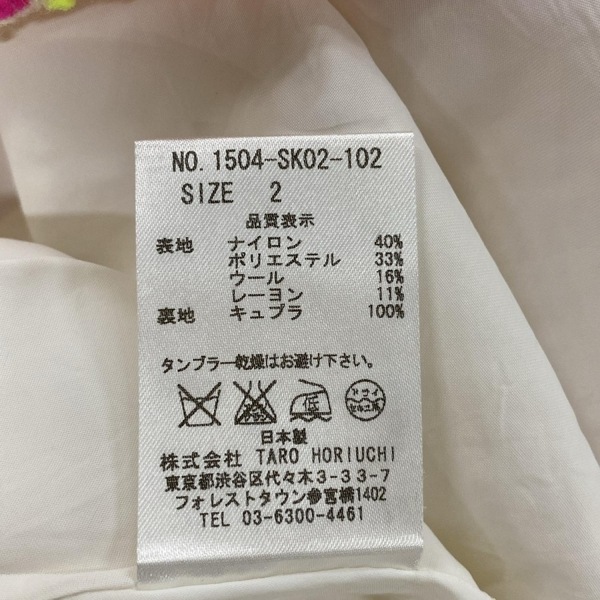 NO. 1504-SK02-102
SIZE 2
品質表示
表地 ナイロン 40%
ポリエステル 33%
ウール 16%
レーヨン 11%
裏地 キュプラ 100%
タンブラー乾燥はお避け下さい。
低
日本製
株式会社 TARO HORIUCHI
東京都渋谷区代々木3-33-7
フォレストタウン参宮橋1402
TEL 03-6300-4461